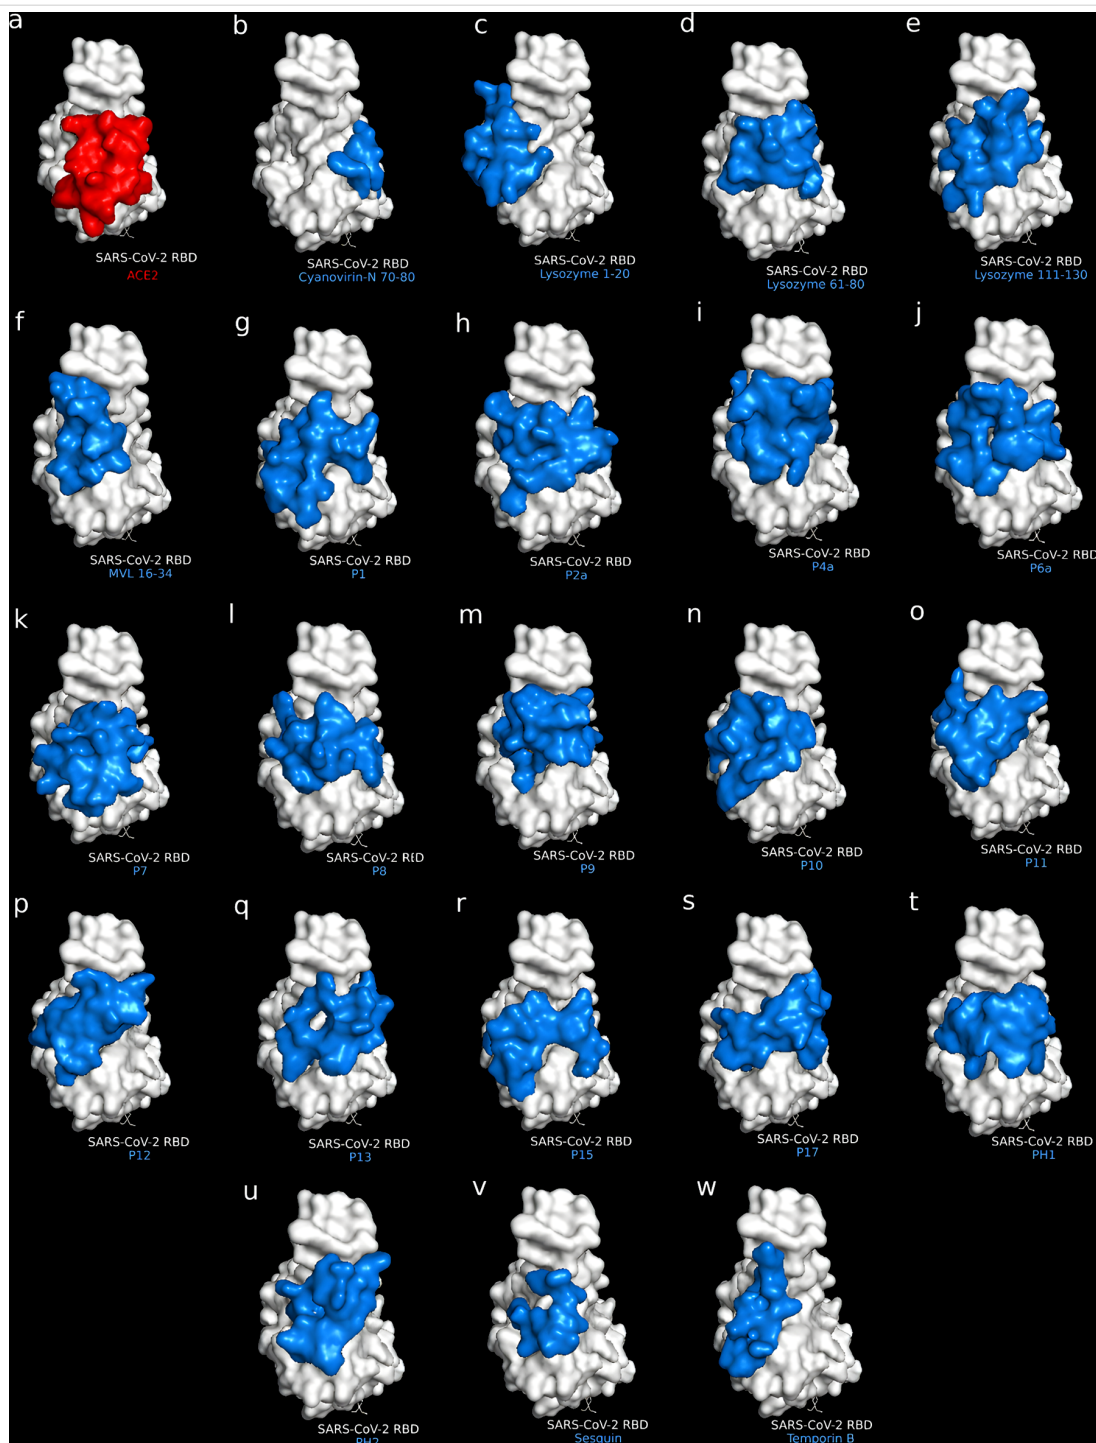 a b c d e
SARS-CoV-2 RBD
ACE2
SARS-CoV-2 RBD
Cyanovirin-N 70-80
SARS-CoV-2 RBD
Lysozyme 1-20
SARS-CoV-2 RBD
Lysozyme 61-80
SARS-CoV-2 RBD
Lysozyme 111-130
f g h i j
SARS-CoV-2 RBD
MVL 16-34
SARS-CoV-2 RBD
P1
SARS-CoV-2 RBD
P2a
SARS-CoV-2 RBD
P4a
SARS-CoV-2 RBD
P6a
k l m n o
SARS-CoV-2 RBD
P7
SARS-CoV-2 RBD
P8
SARS-CoV-2 RBD
P9
SARS-CoV-2 RBD
P10
SARS-CoV-2 RBD
P11
p q r s t
SARS-CoV-2 RBD
P12
SARS-CoV-2 RBD
P13
SARS-CoV-2 RBD
P15
SARS-CoV-2 RBD
P17
SARS-CoV-2 RBD
PH1
u v w
SARS-CoV-2 RBD
PH2
SARS-CoV-2 RBD
Sesquin
SARS-CoV-2 RBD
Temporin B